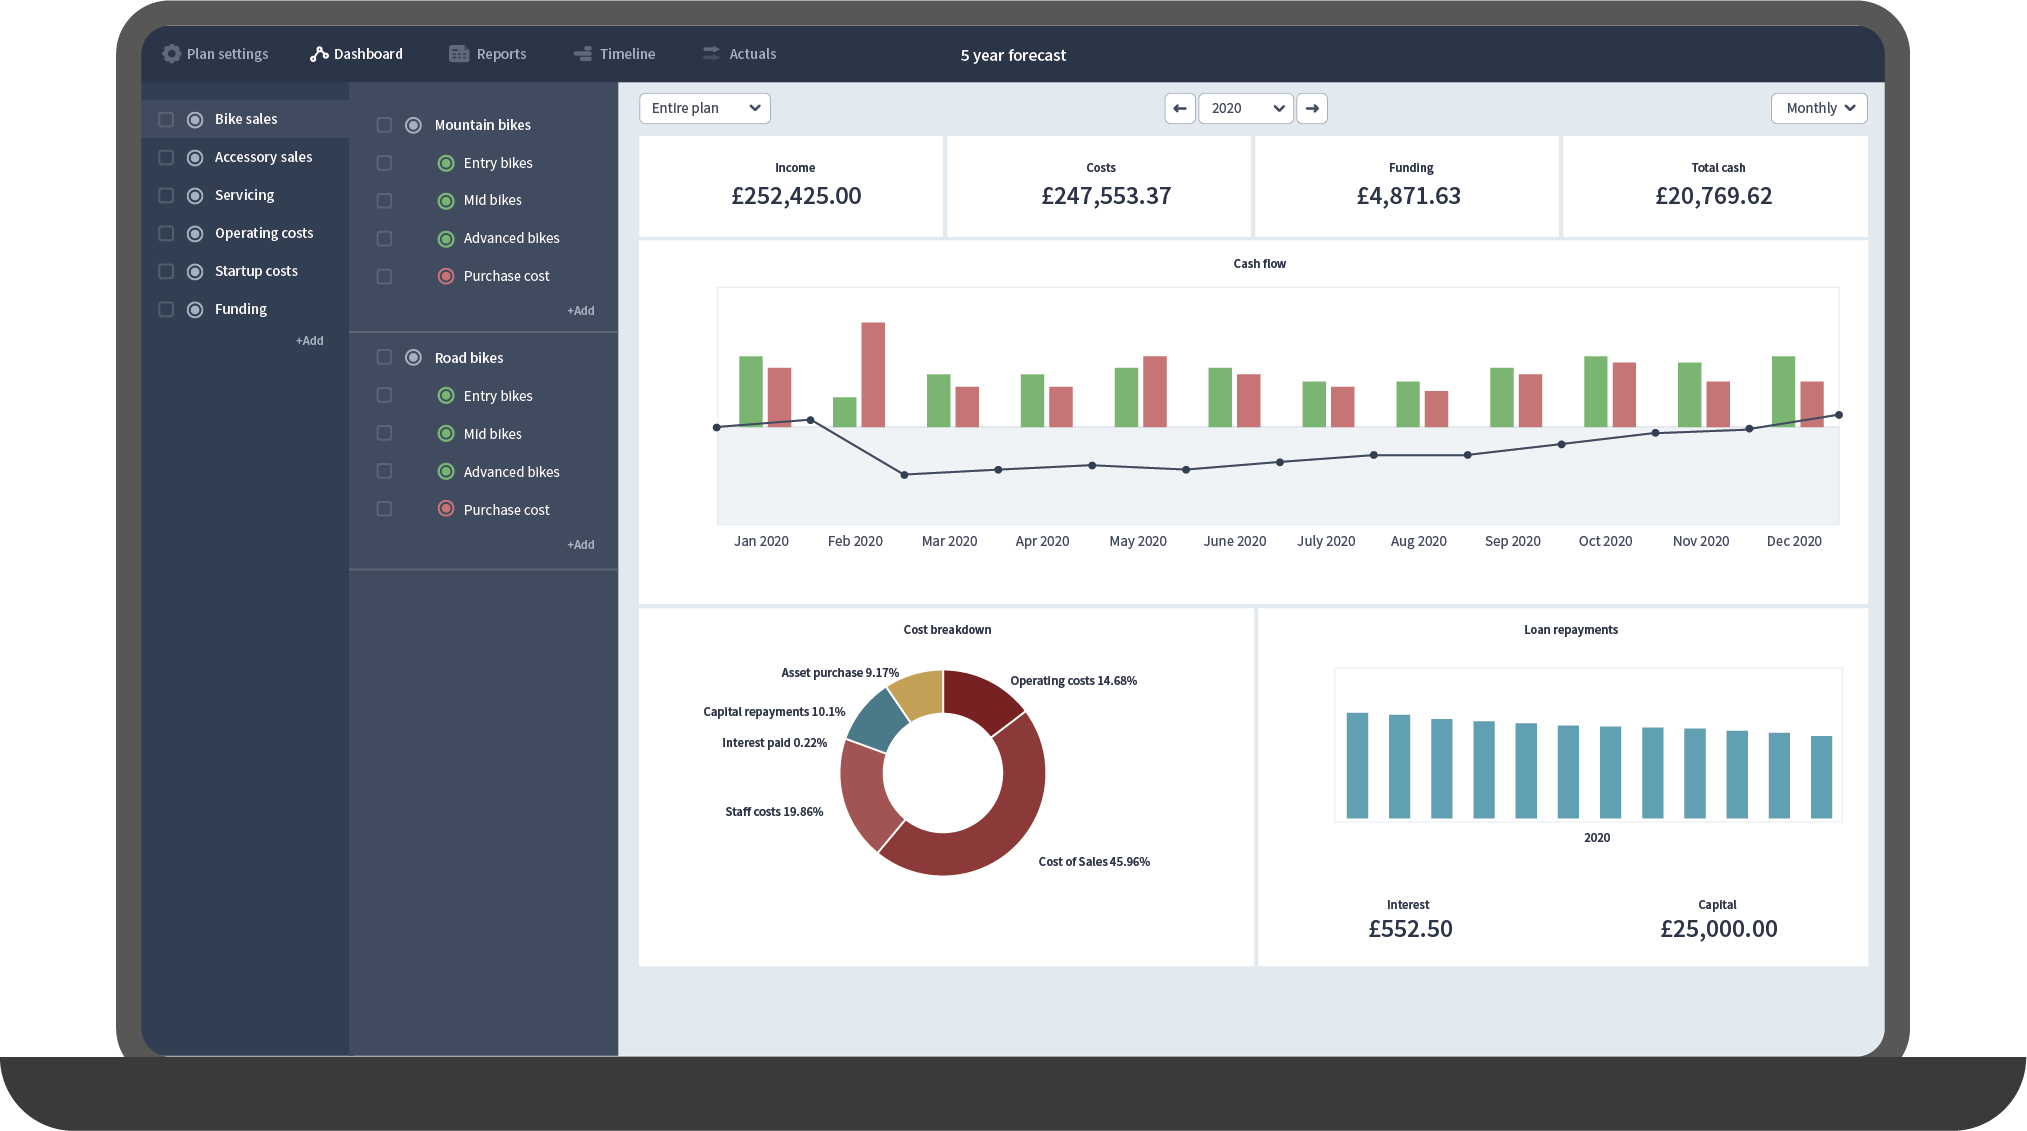 Plan settings
Dashboard
Reports
Timeline
Actuals
5 year forecast
Bike sales
Accessory sales
Servicing
Operating costs
Startup costs
Funding
+Add
Mountain bikes
Entry bikes
Mid bikes
Advanced bikes
Purchase cost
+Add
Road bikes
Entry bikes
Mid bikes
Advanced bikes
Purchase cost
+Add
Entire plan
2020
Monthly
Income
£252,425.00
Costs
£247,553.37
Funding
£4,871.63
Total cash
£20,769.62
Cash flow
Jan 2020
Feb 2020
Mar 2020
Apr 2020
May 2020
June 2020
July 2020
Aug 2020
Sep 2020
Oct 2020
Nov 2020
Dec 2020
Cost breakdown
Asset purchase 9.17%
Operating costs 14.68%
Capital repayments 10.1%
Interest paid 0.22%
Staff costs 19.86%
Cost of Sales 45.96%
Loan repayments
2020
Interest
£552.50
Capital
£25,000.00